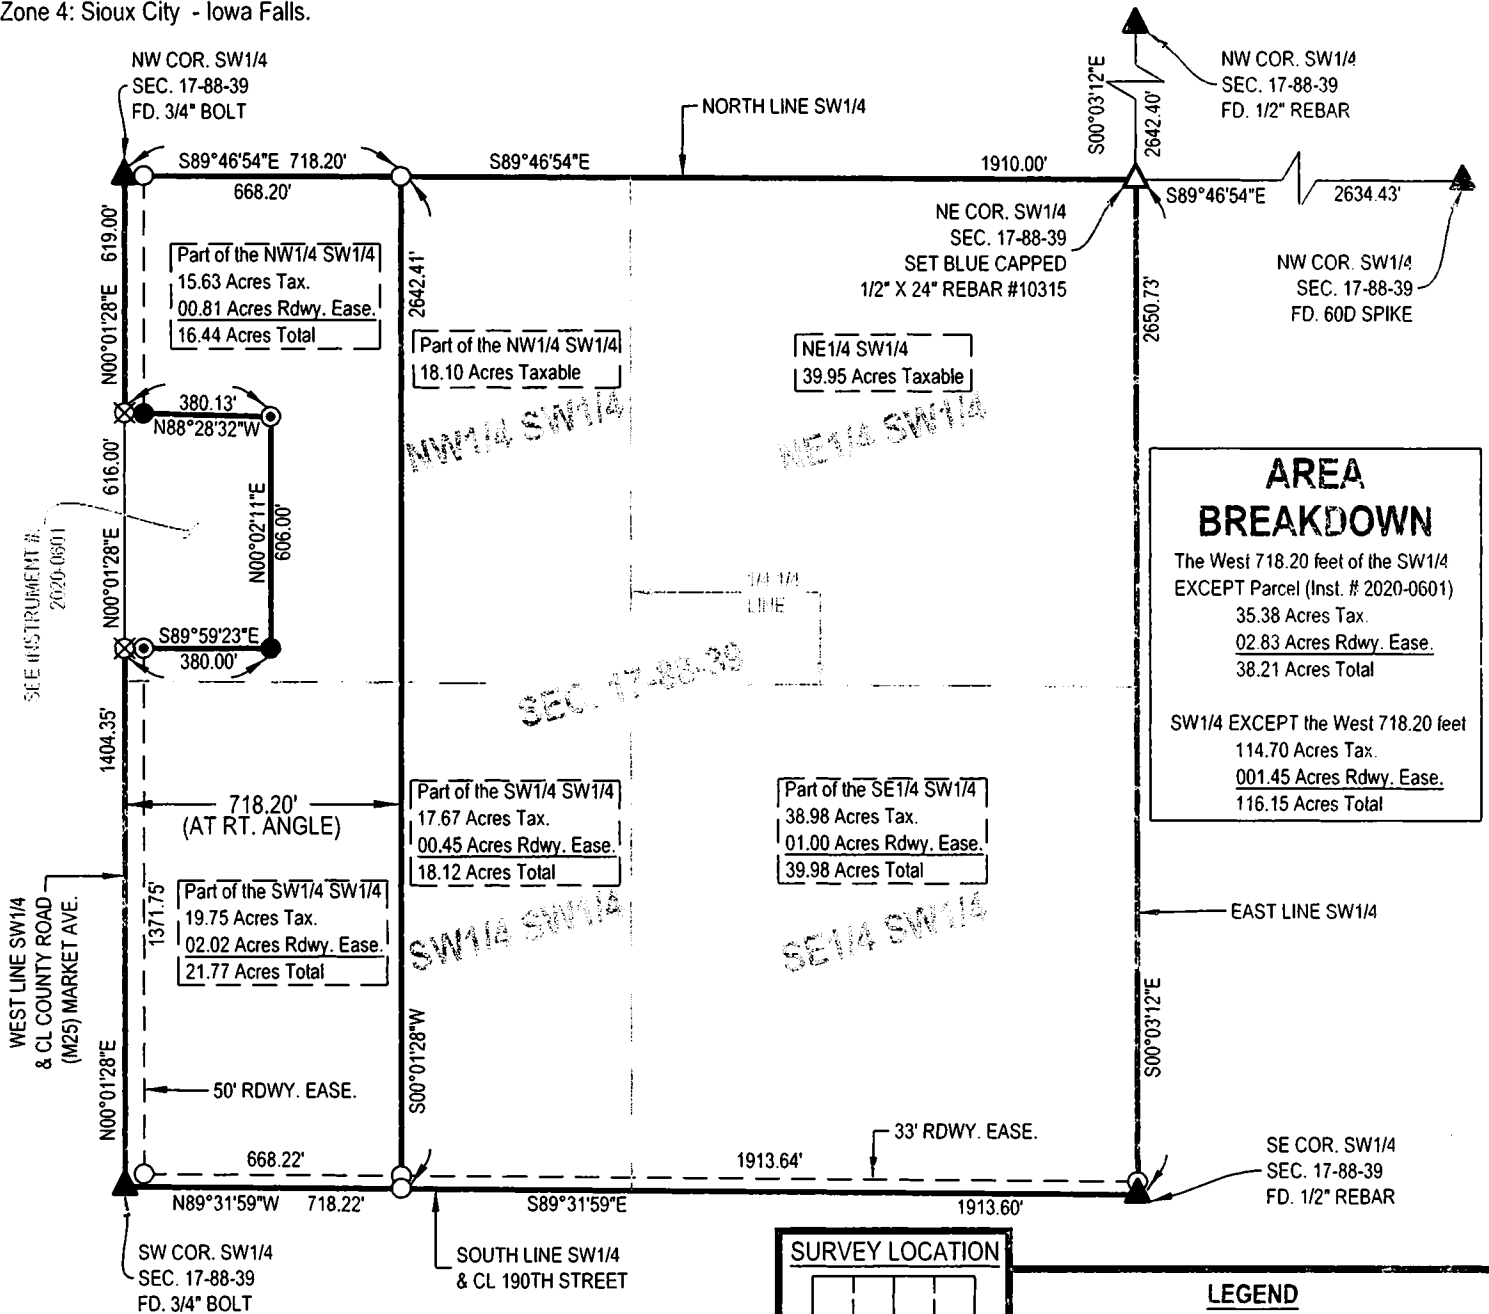 Zone 4: Sioux City - Iowa Falls.
NW COR. SW1/4
SEC. 17-88-39
FD. 3/4" BOLT
NORTH LINE SW1/4
S00°03'12"E
2642.40'
NW COR. SW1/4
SEC. 17-88-39
FD. 1/2" REBAR
S89°46'54"E 718.20'
668.20'
S89°46'54"E
1910.00'
S89°46'54"E
2634.43'
NE COR. SW1/4
SEC. 17-88-39
SET BLUE CAPPED
1/2" X 24" REBAR #10315
NW COR. SW1/4
SEC. 17-88-39
FD. 60D SPIKE
619.00'
N00°01'28"E
Part of the NW1/4 SW1/4
15.63 Acres Tax.
00.81 Acres Rdwy. Ease.
16.44 Acres Total
2642.41'
2650.73'
Part of the NW1/4 SW1/4
18.10 Acres Taxable
NE1/4 SW1/4
39.95 Acres Taxable
NW1/4 SW1/4
NE1/4 SW1/4
380.13'
N88°28'32"W
616.00'
N00°01'28"E
N00°02'11"E
606.00'
SEE INSTRUMENT #.
2020-0601
S89°59'23"E
380.00'
1/4 1/4
LINE
SEC. 17-88-39
AREA
BREAKDOWN
The West 718.20 feet of the SW1/4
EXCEPT Parcel (Inst. # 2020-0601)
35.38 Acres Tax.
02.83 Acres Rdwy. Ease.
38.21 Acres Total
SW1/4 EXCEPT the West 718.20 feet
114.70 Acres Tax.
001.45 Acres Rdwy. Ease.
116.15 Acres Total
1404.35'
718.20'
(AT RT. ANGLE)
Part of the SW1/4 SW1/4
17.67 Acres Tax.
00.45 Acres Rdwy. Ease.
18.12 Acres Total
Part of the SE1/4 SW1/4
38.98 Acres Tax.
01.00 Acres Rdwy. Ease.
39.98 Acres Total
WEST LINE SW1/4
& CL COUNTY ROAD
(M25) MARKET AVE.
1371.75'
Part of the SW1/4 SW1/4
19.75 Acres Tax.
02.02 Acres Rdwy. Ease.
21.77 Acres Total
SW1/4 SW1/4
SE1/4 SW1/4
EAST LINE SW1/4
N00°01'28"E
S00°01'28"W
S00°03'12"E
50' RDWY. EASE.
33' RDWY. EASE.
668.22'
1913.64'
N89°31'59"W 718.22'
S89°31'59"E
1913.60'
SE COR. SW1/4
SEC. 17-88-39
FD. 1/2" REBAR
SW COR. SW1/4
SEC. 17-88-39
FD. 3/4" BOLT
SOUTH LINE SW1/4
& CL 190TH STREET
SURVEY LOCATION
LEGEND